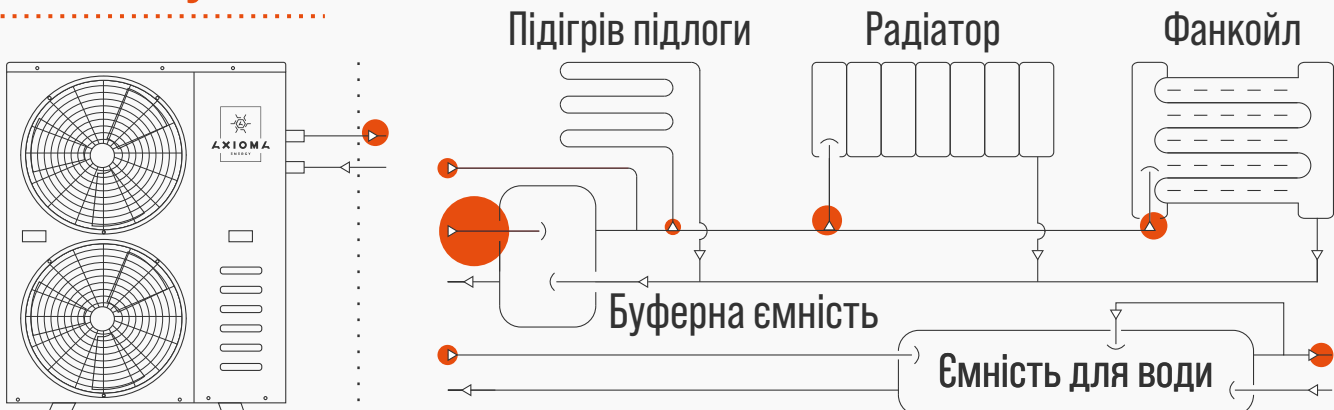 Підігрів підлоги
Радіатор
Фанкойл
AXIOMA
ENERGY
Буферна ємність
Ємність для води